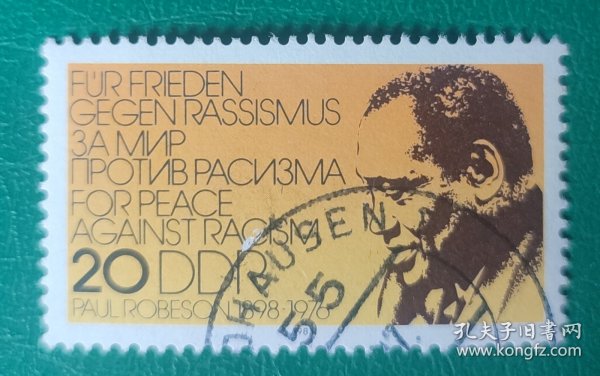 FÜR FRIEDEN
GEGEN RASSISMUS
ЗА МИР
ПРОТИВ РАСИЗМА
FOR PEACE
AGAINST RACISM
20 DDR
PAUL ROBESON 1898-1976
55
孔夫子旧书网
www.kongfz.com